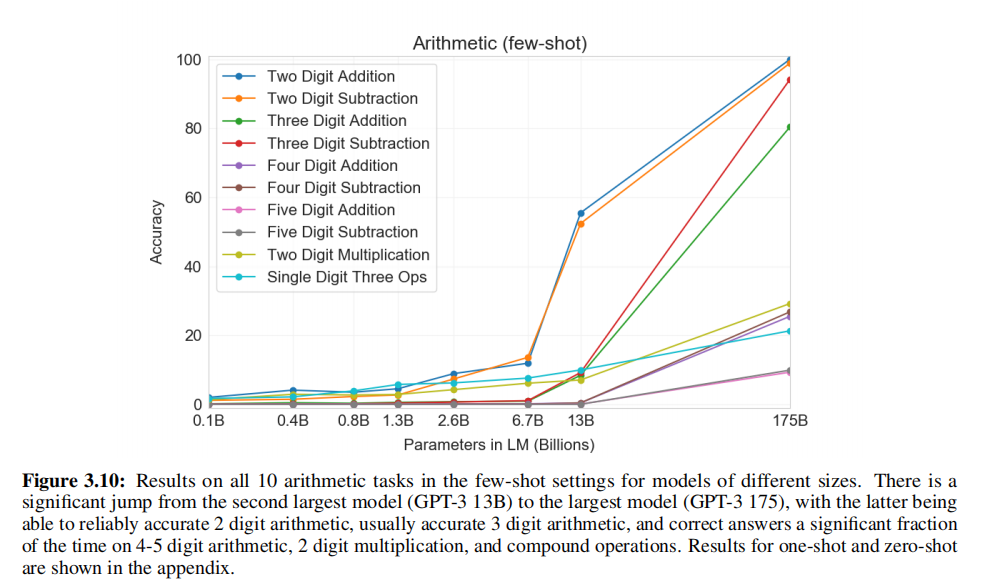 Arithmetic (few-shot)
100
80
60
40
20
0
Accuracy
Two Digit Addition
Two Digit Subtraction
Three Digit Addition
Three Digit Subtraction
Four Digit Addition
Four Digit Subtraction
Five Digit Addition
Five Digit Subtraction
Two Digit Multiplication
Single Digit Three Ops
0.1B 0.4B 0.8B 1.3B 2.6B 6.7B 13B 175B
Parameters in LM (Billions)
Figure 3.10: Results on all 10 arithmetic tasks in the few-shot settings for models of different sizes. There is a
significant jump from the second largest model (GPT-3 13B) to the largest model (GPT-3 175), with the latter being
able to reliably accurate 2 digit arithmetic, usually accurate 3 digit arithmetic, and correct answers a significant fraction
of the time on 4-5 digit arithmetic, 2 digit multiplication, and compound operations. Results for one-shot and zero-shot
are shown in the appendix.